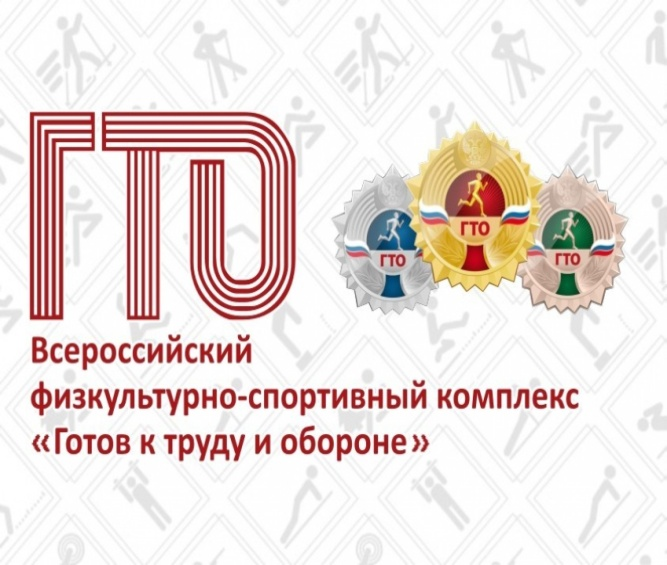 ГТО
ГТО
ГТО
ГТО
Всероссийский
физкультурно-спортивный комплекс
«Готов к труду и обороне»